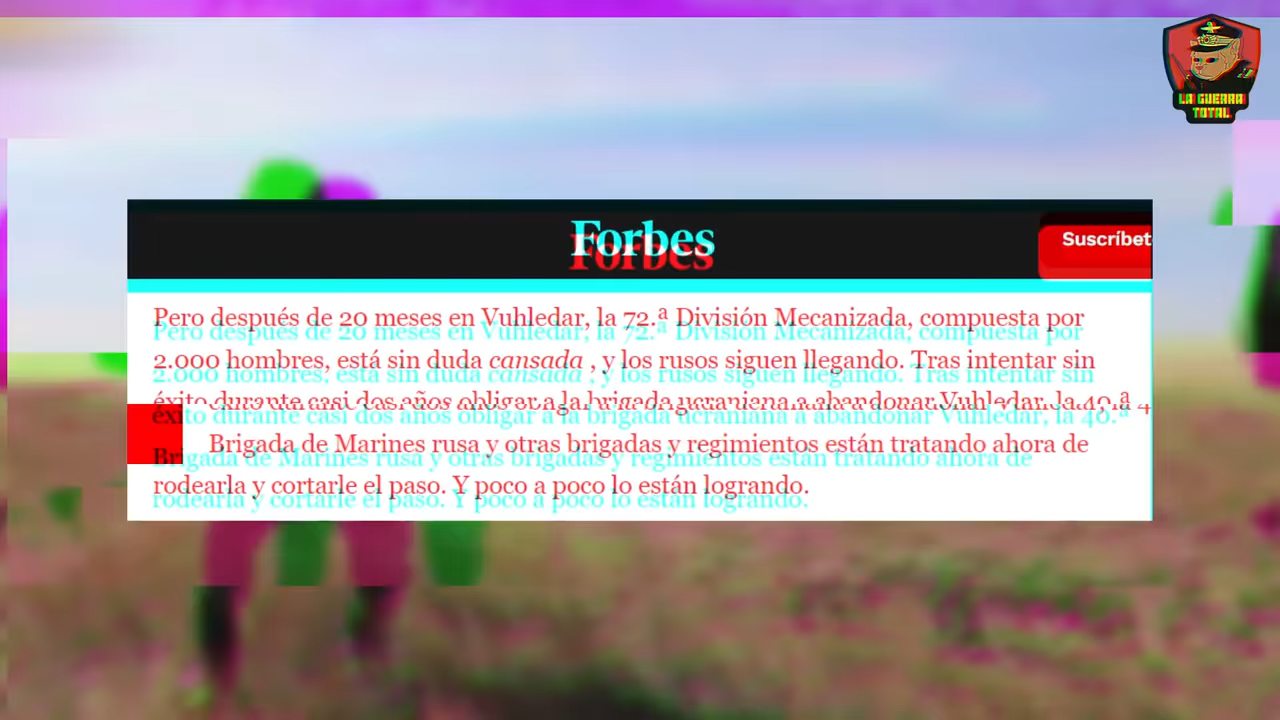 LA GUERRA
TOTAL
Forbes
Suscríbet
Pero después de 20 meses en Vuhledar, la 72.ª División Mecanizada, compuesta por
2.000 hombres, está sin duda cansada , y los rusos siguen llegando. Tras intentar sin
éxito durante casi dos años obligar a la brigada ucraniana a abandonar Vuhledar, la 40.ª
Brigada de Marines rusa y otras brigadas y regimientos están tratando ahora de
rodearla y cortarle el paso. Y poco a poco lo están logrando.